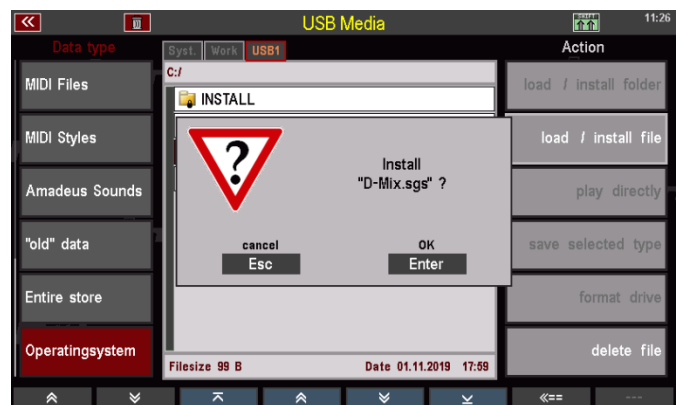 USB Media
SHIFT
11:26
Data type
Syst. Work USB1
Action
C:/
MIDI Files
INSTALL
load / install folder
MIDI Styles
load / install file
Install
"D-Mix.sgs" ?
Amadeus Sounds
play directly
"old" data
save selected type
cancel
OK
Esc
Enter
Entire store
format drive
Operatingsystem
delete file
Filesize 99 B
Date 01.11.2019 17:59
«==
---